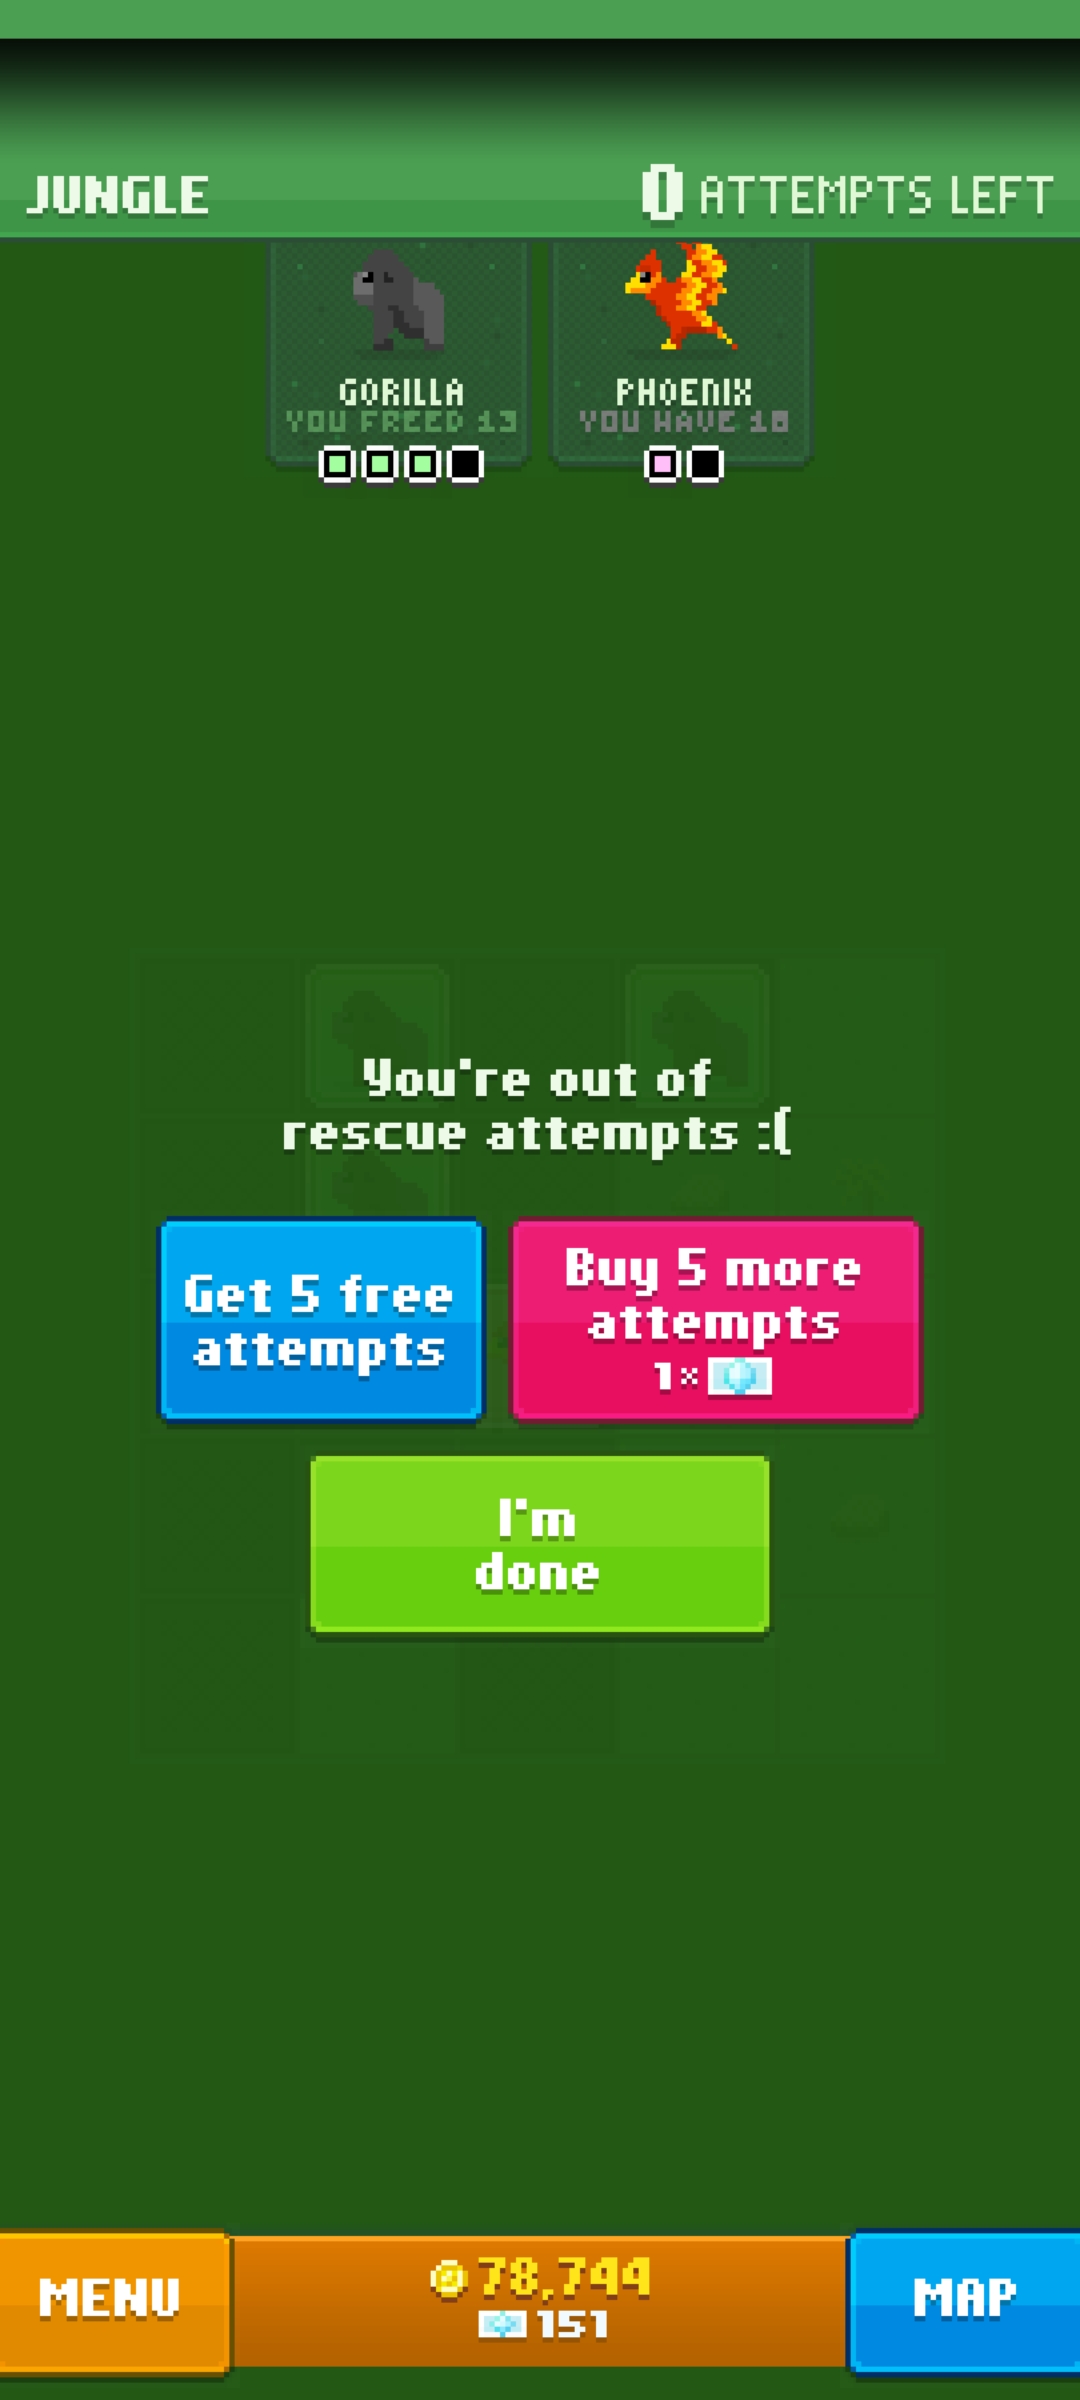 JUNGLE
0 ATTEMPTS LEFT
GORILLA
YOU FREED 13
PHOENIX
YOU HAVE 18
You're out of
rescue attempts :(
Get 5 free
attempts
Buy 5 more
attempts
1×
I'm
done
MENU
78,744
151
MAP